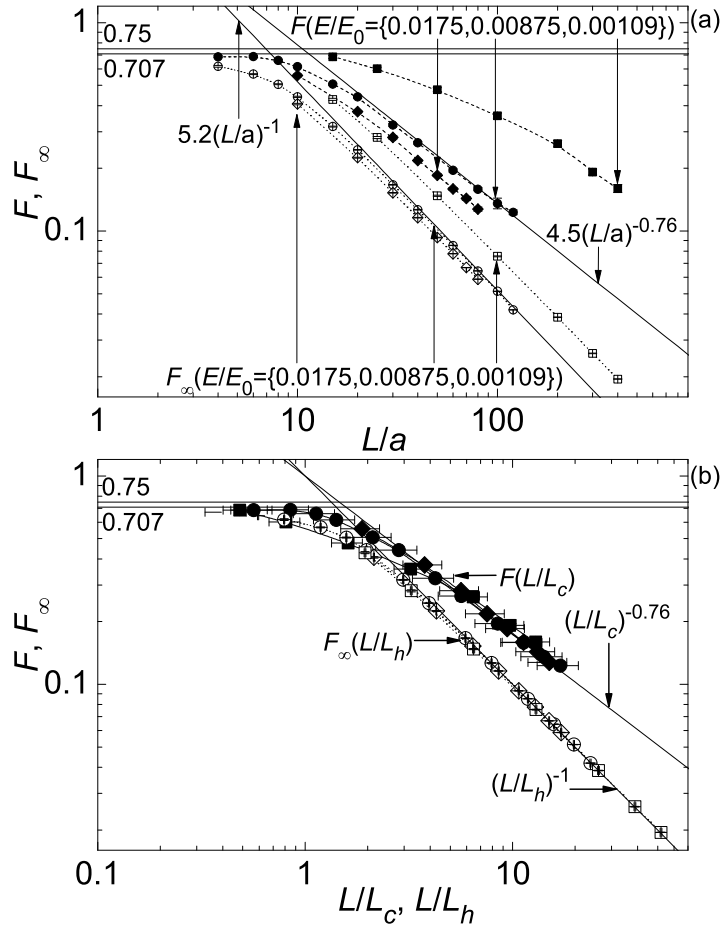 (a)
1
F(E/E₀={0.0175,0.00875,0.00109})
0.75
0.707
5.2(L/a)⁻¹
F, F∞
0.1
4.5(L/a)⁻⁰·⁷⁶
F∞(E/E₀={0.0175,0.00875,0.00109})
1 10 100
L/a
(b)
1
0.75
0.707
F(L/Lc)
(L/Lc)⁻⁰·⁷⁶
F, F∞
F∞(L/Lh)
0.1
(L/Lh)⁻¹
0.1 1 10
L/Lc, L/Lh